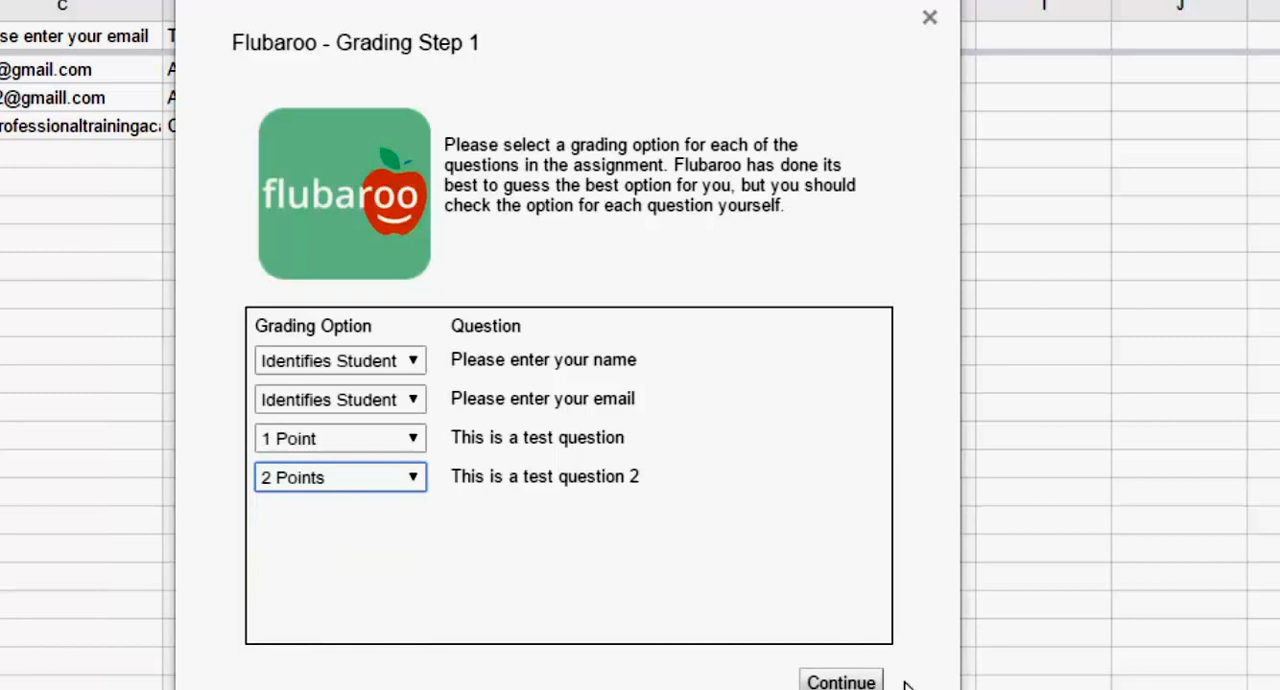 C
I
J
se enter your email
T
Flubaroo - Grading Step 1
@gmail.com
A
2@gmaill.com
A
rofessionaltrainingaca
C
flubaroo
Please select a grading option for each of the
questions in the assignment. Flubaroo has done its
best to guess the best option for you, but you should
check the option for each question yourself.
Grading Option Question
Identifies Student Please enter your name
Identifies Student Please enter your email
1 Point This is a test question
2 Points This is a test question 2
Continue